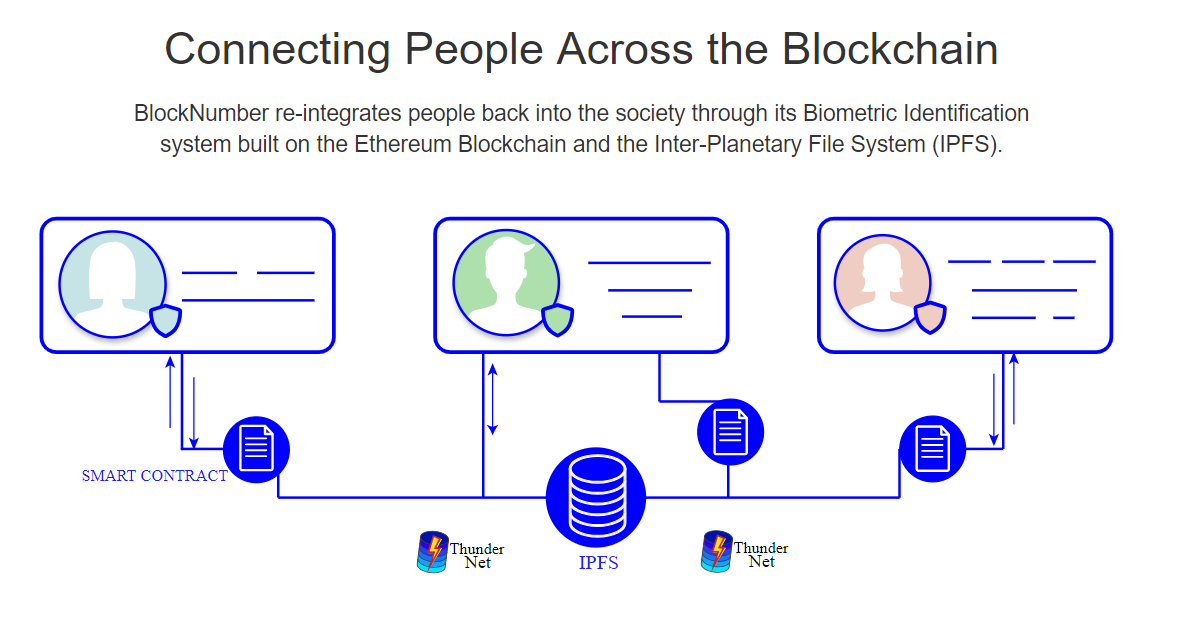 Connecting People Across the Blockchain
BlockNumber re-integrates people back into the society through its Biometric Identification
system built on the Ethereum Blockchain and the Inter-Planetary File System (IPFS).
SMART CONTRACT
Thunder
Net
IPFS
Thunder
Net